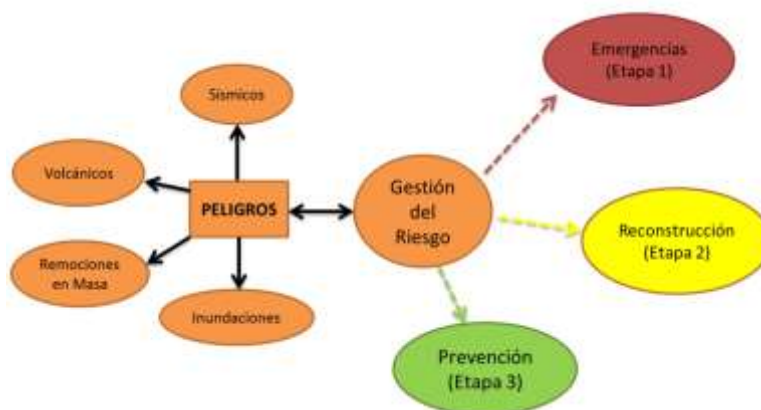 Emergencias
(Etapa 1)
Sísmicos
Volcánicos
PELIGROS
Gestión
del
Riesgo
Reconstrucción
(Etapa 2)
Remociones
en Masa
Inundaciones
Prevención
(Etapa 3)